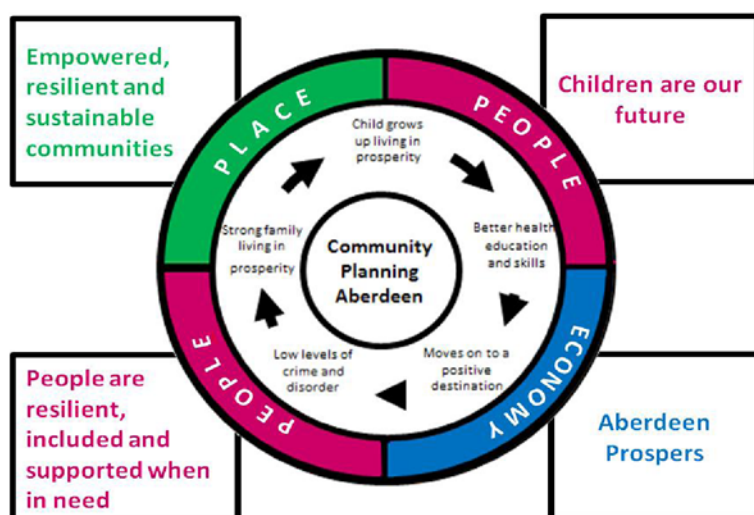 Empowered,
resilient and
sustainable
communities
Children are our
future
PLACE
PEOPLE
Child grows
up living in
prosperity
Strong family
living in
prosperity
Better health
education
and skills
Community
Planning
Aberdeen
Low levels of
crime and
disorder
Moves on to a
positive
destination
PEOPLE
ECONOMY
People are
resilient,
included and
supported when
in need
Aberdeen
Prospers